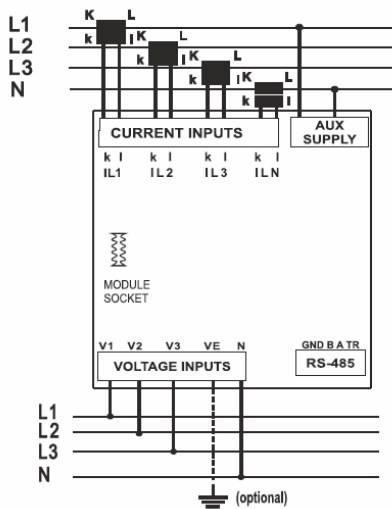 K L
L1
k l K L
L2
k l K L
L3
k l K L
N
k l
CURRENT INPUTS
AUX
SUPPLY
k l k l k l k l
IL1 IL2 IL3 ILN
MODULE
SOCKET
V1 V2 V3 VE N
GND B A TR
VOLTAGE INPUTS
RS-485
L1
L2
L3
N
(optional)